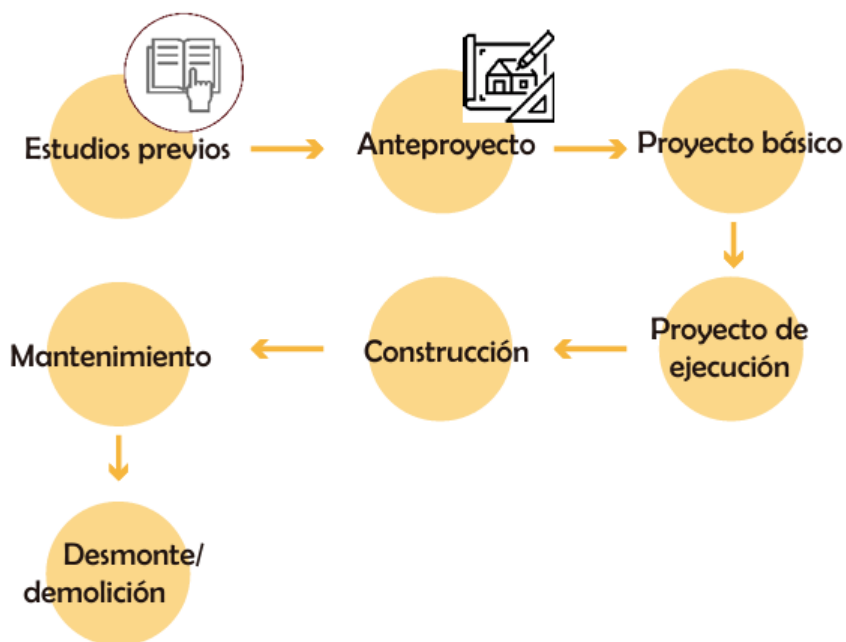 Estudios previos
Anteproyecto
Proyecto básico
Proyecto de
ejecución
Construcción
Mantenimiento
Desmonte/
demolición